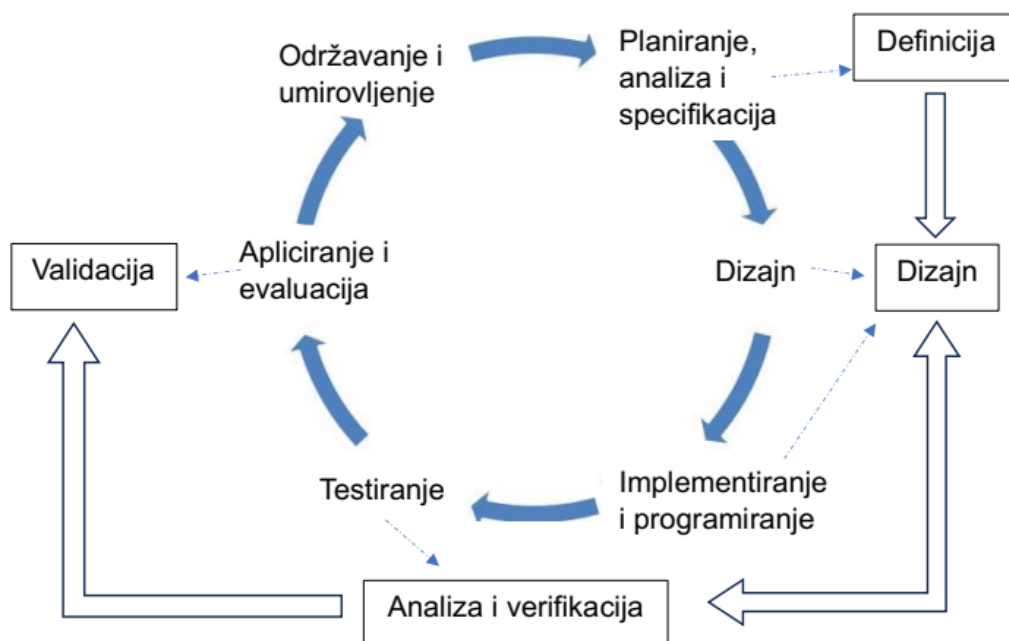 Održavanje i
umirovljenje
Planiranje,
analiza i
specifikacija
Definicija
Validacija
Apliciranje i
evaluacija
Dizajn
Dizajn
Testiranje
Implementiranje
i programiranje
Analiza i verifikacija